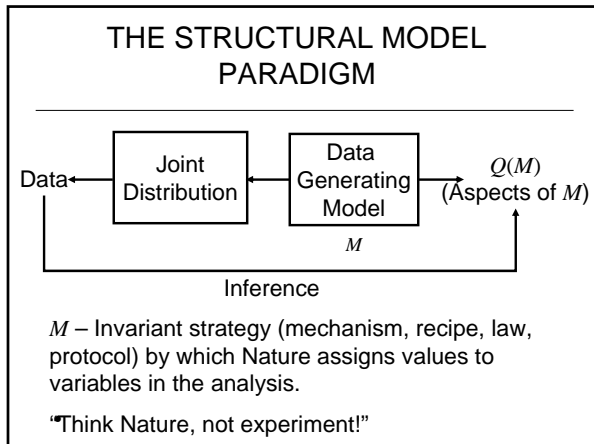 THE STRUCTURAL MODEL
PARADIGM
Data
Joint
Distribution
Data
Generating
Model
M
Q(M)
(Aspects of M)
Inference
M – Invariant strategy (mechanism, recipe, law,
protocol) by which Nature assigns values to
variables in the analysis.
•“Think Nature, not experiment!”